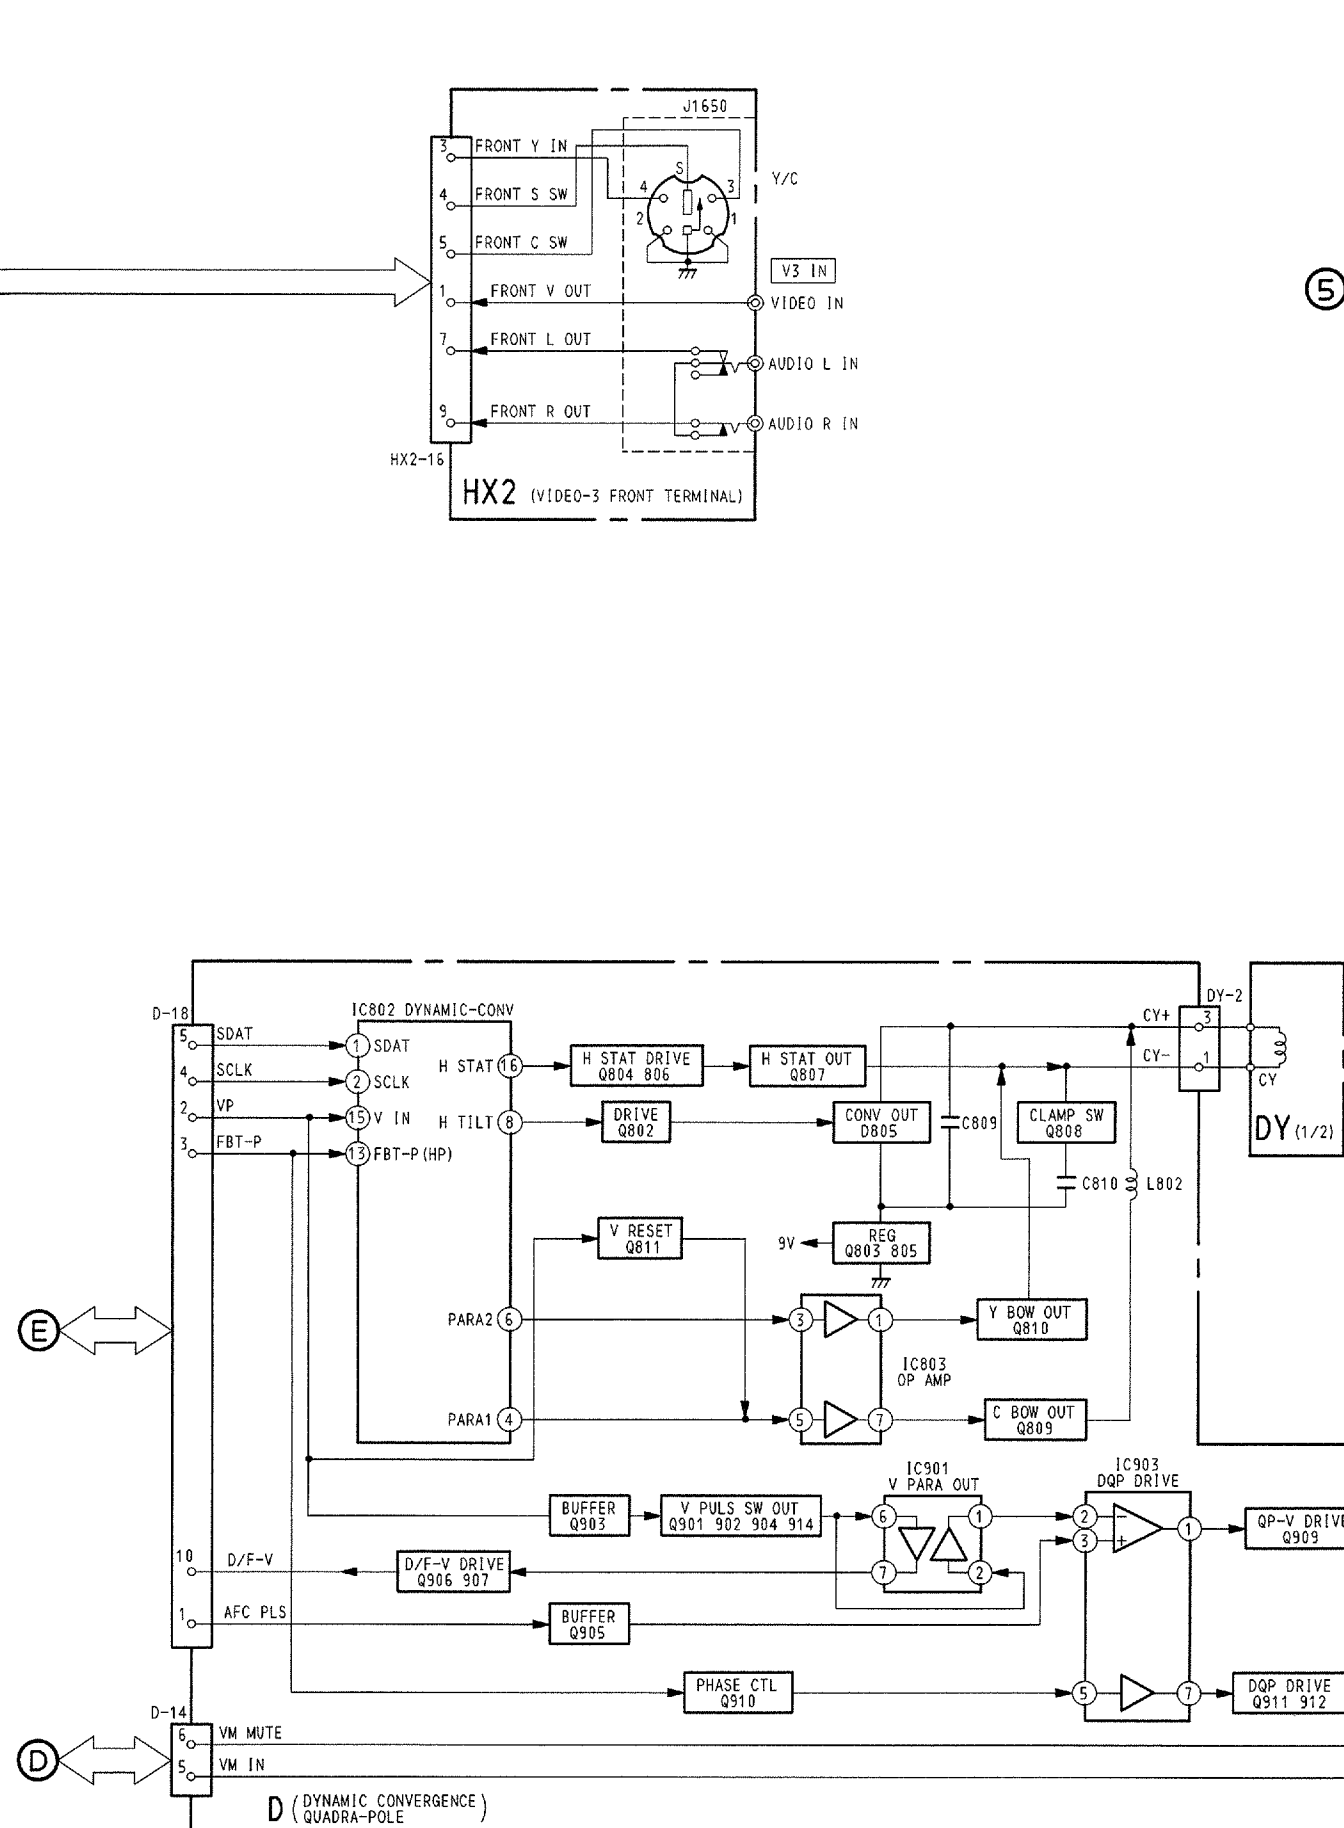 J1650
3 FRONT Y IN
S
4 3
Y/C
4 FRONT S SW
2 1
5 FRONT C SW
V3 IN
5
1 FRONT V OUT
VIDEO IN
7 FRONT L OUT
AUDIO L IN
9 FRONT R OUT
AUDIO R IN
HX2-16
HX2 (VIDEO-3 FRONT TERMINAL)
D-18
IC802 DYNAMIC-CONV
DY-2
5 SDAT
1 SDAT
H STAT 16
H STAT DRIVE
Q804 806
H STAT OUT
Q807
CY+ 3
CY- 1
CY
4 SCLK
2 SCLK
2 VP
15 V IN
H TILT 8
DRIVE
Q802
CONV OUT
D805
C809
CLAMP SW
Q808
DY (1/2)
3 FBT-P
13 FBT-P(HP)
C810
L802
V RESET
Q811
9V
REG
Q803 805
E
PARA2 6
3 1
Y BOW OUT
Q810
IC803
OP AMP
PARA1 4
5 7
C BOW OUT
Q809
IC901
V PARA OUT
IC903
DQP DRIVE
BUFFER
Q903
V PULS SW OUT
Q901 902 904 914
6 1
2
3
1
QP-V DRIVE
Q909
10 D/F-V
D/F-V DRIVE
Q906 907
7 2
1 AFC PLS
BUFFER
Q905
PHASE CTL
Q910
5 7
DQP DRIVE
Q911 912
D-14
D
6 VM MUTE
5 VM IN
D (DYNAMIC CONVERGENCE
QUADRA-POLE)